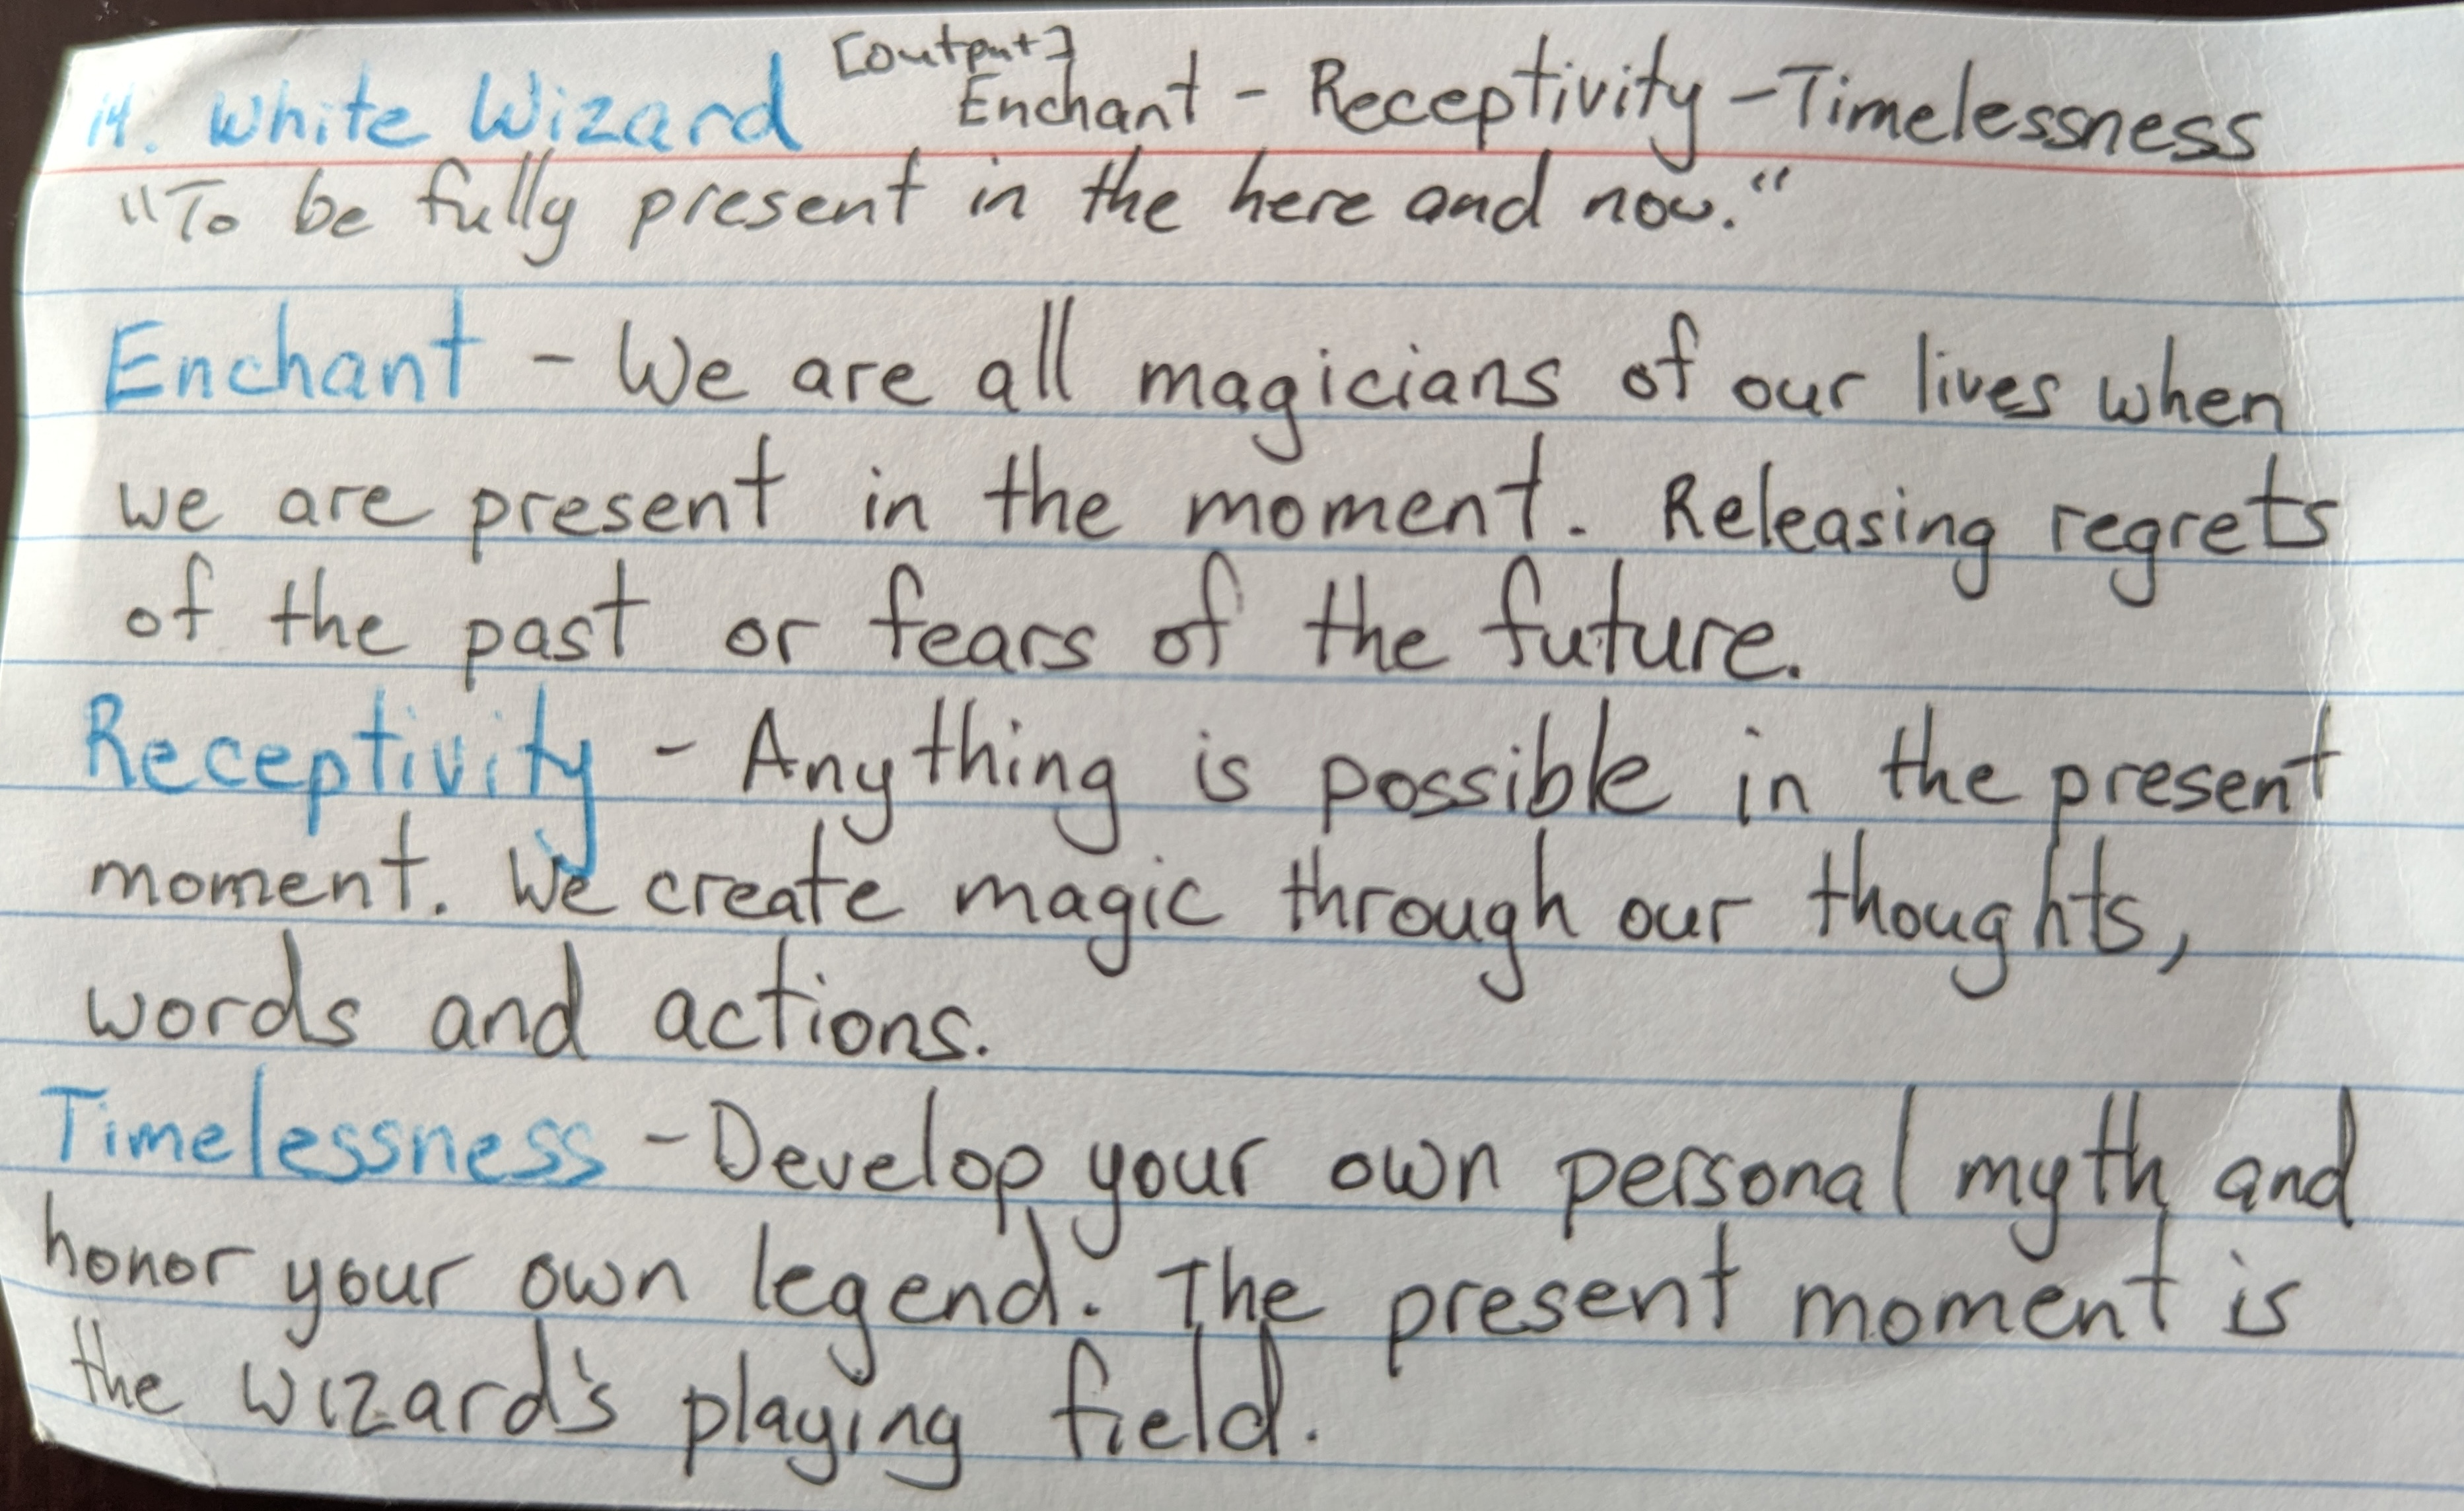 14. White Wizard [output] Enchant - Receptivity - Timelessness
"To be fully present in the here and now."
Enchant - We are all magicians of our lives when
we are present in the moment. Releasing regrets
of the past or fears of the future.
Receptivity - Anything is possible in the present
moment. We create magic through our thoughts,
words and actions.
Timelessness - Develop your own personal myth and
honor your own legend. The present moment is
the wizard's playing field.